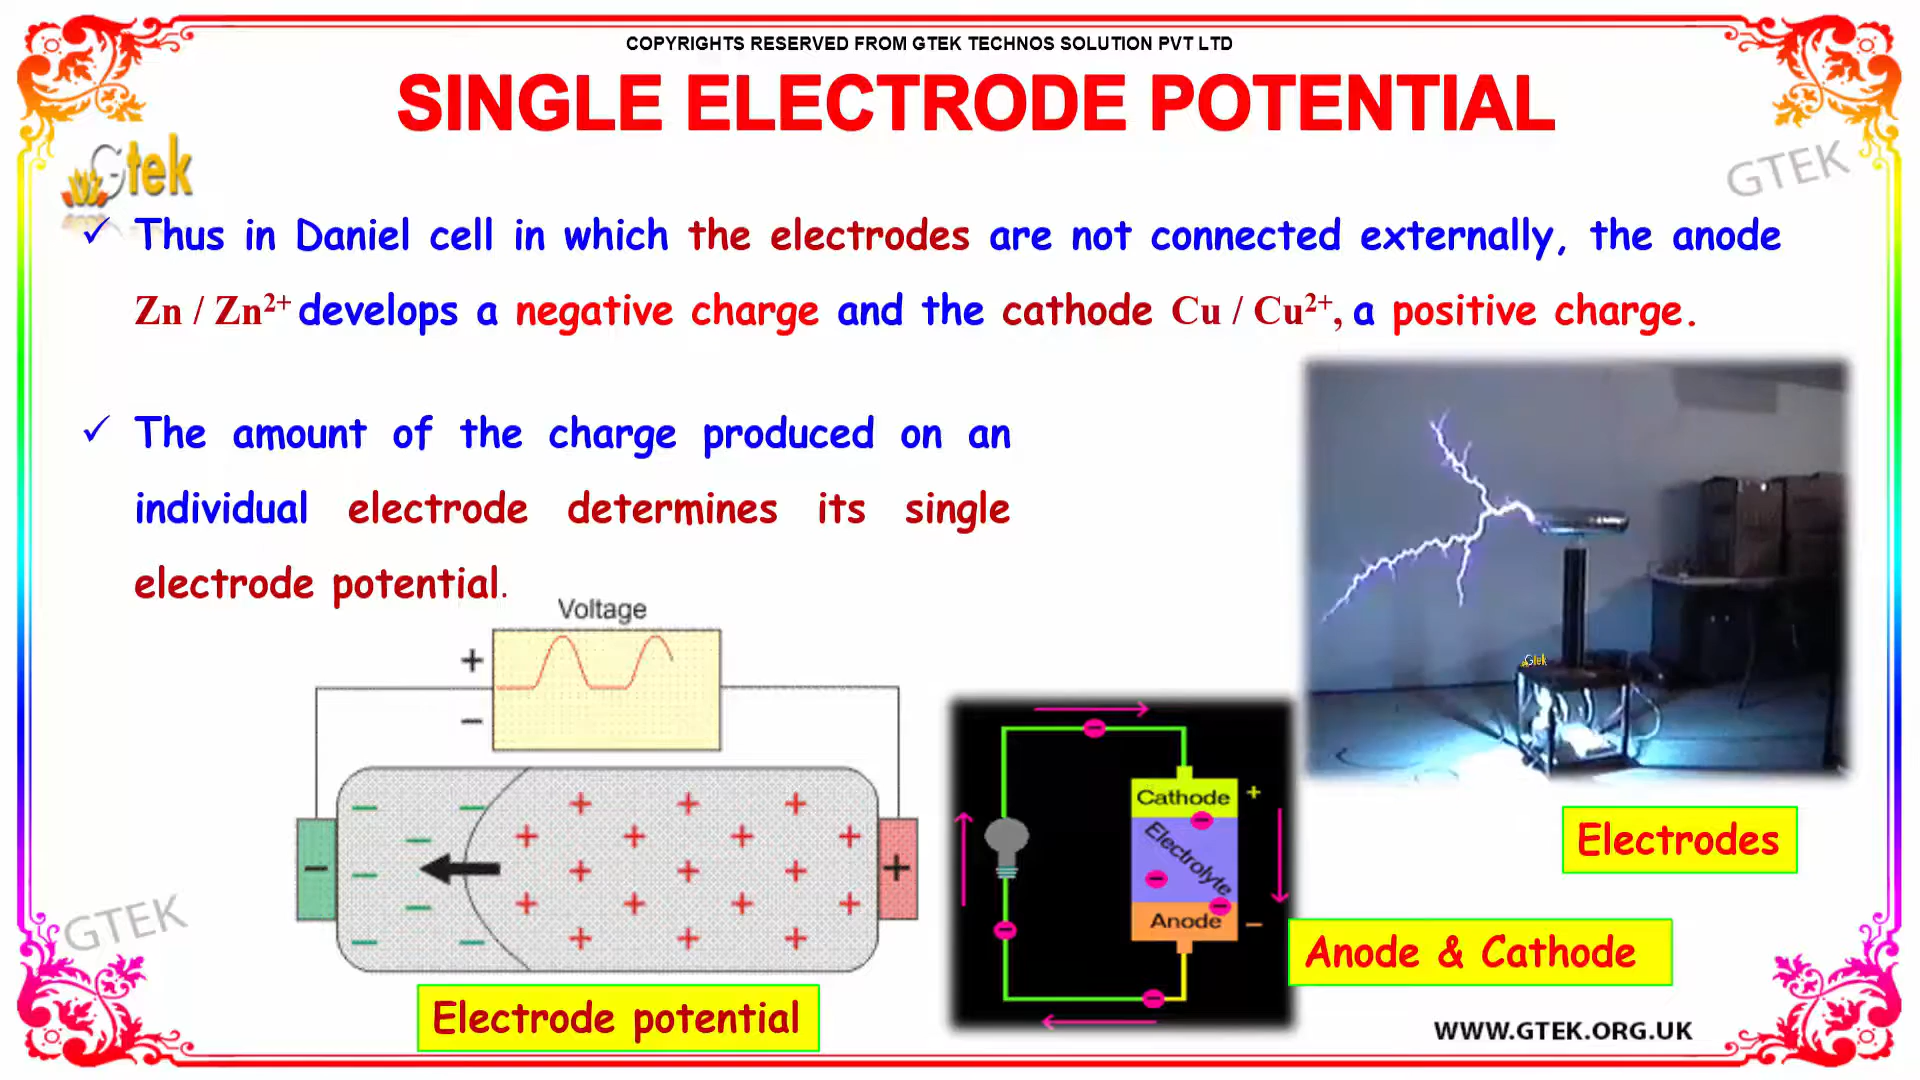 COPYRIGHTS RESERVED FROM GTEK TECHNOS SOLUTION PVT LTD
SINGLE ELECTRODE POTENTIAL
Gtek
GTEK
✓ Thus in Daniel cell in which the electrodes are not connected externally, the anode
Zn / Zn²⁺ develops a negative charge and the cathode Cu / Cu²⁺, a positive charge.
✓ The amount of the charge produced on an
individual electrode determines its single
electrode potential.
Voltage
+
−
− +
Gtek
Cathode +
Electrolyte
Anode −
Electrodes
Anode & Cathode
GTEK
Electrode potential
WWW.GTEK.ORG.UK